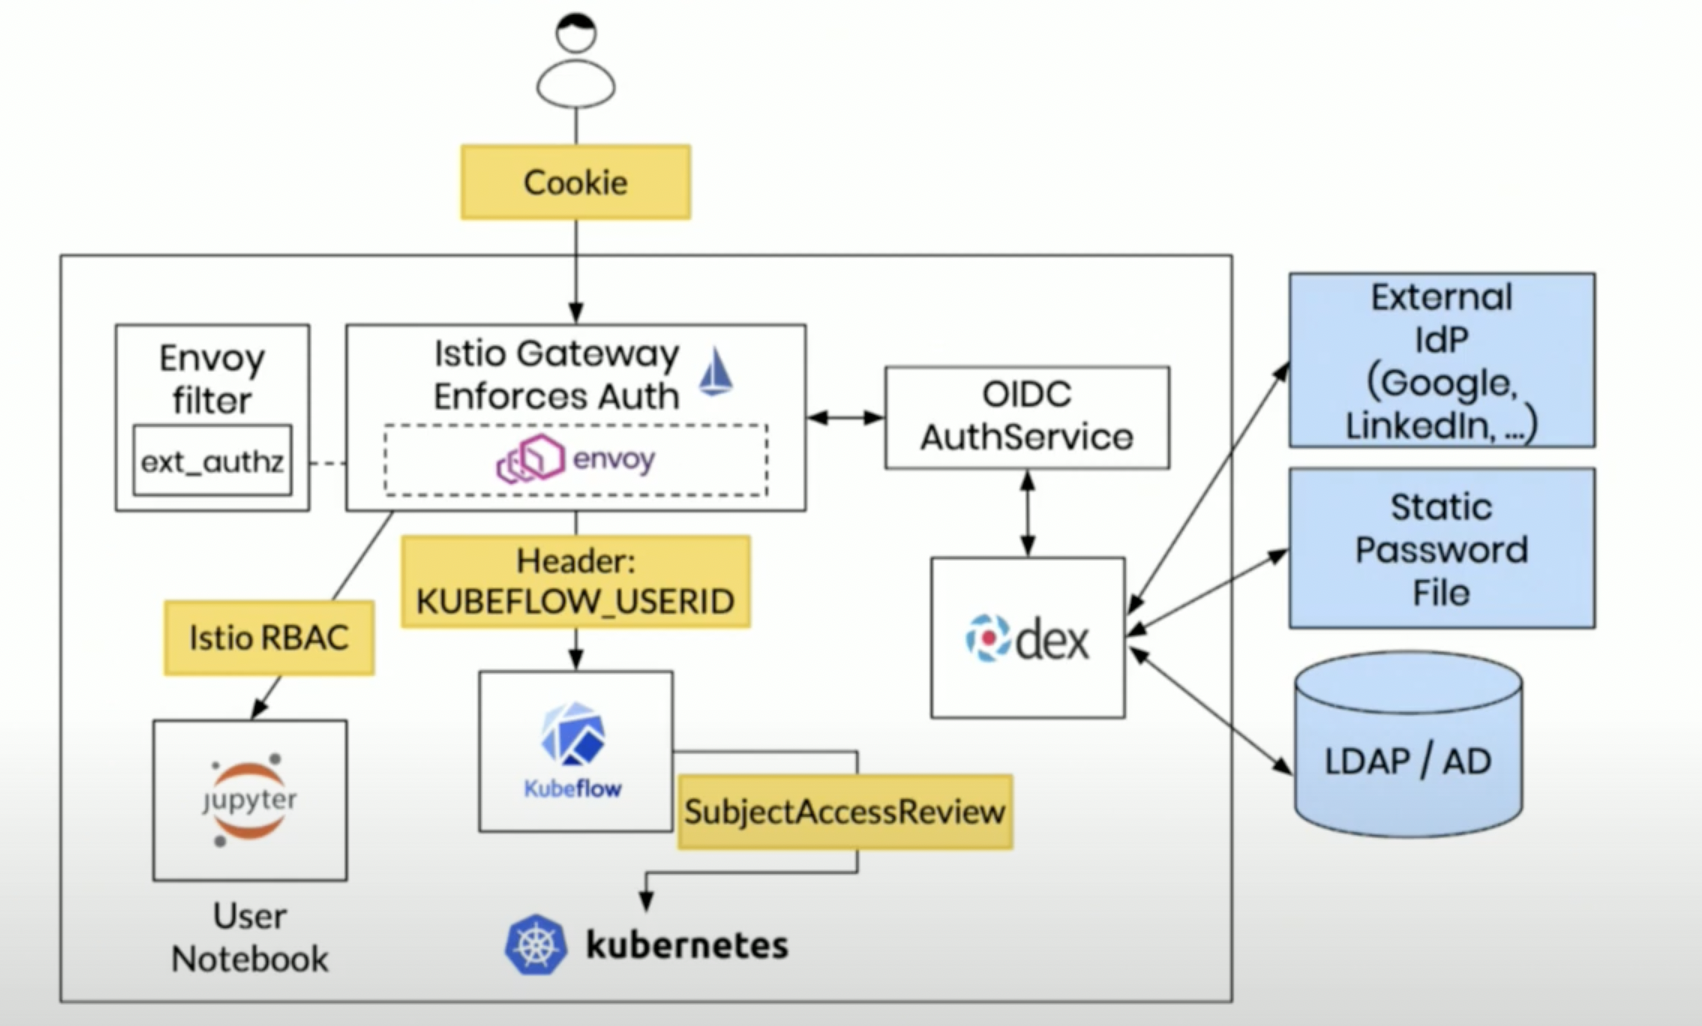 Cookie
Envoy
filter
ext_authz
Istio Gateway
Enforces Auth
envoy
OIDC
AuthService
External
IdP
(Google,
LinkedIn, ...)
Static
Password
File
LDAP / AD
Header:
KUBEFLOW_USERID
Istio RBAC
dex
jupyter
User
Notebook
Kubeflow
SubjectAccessReview
kubernetes